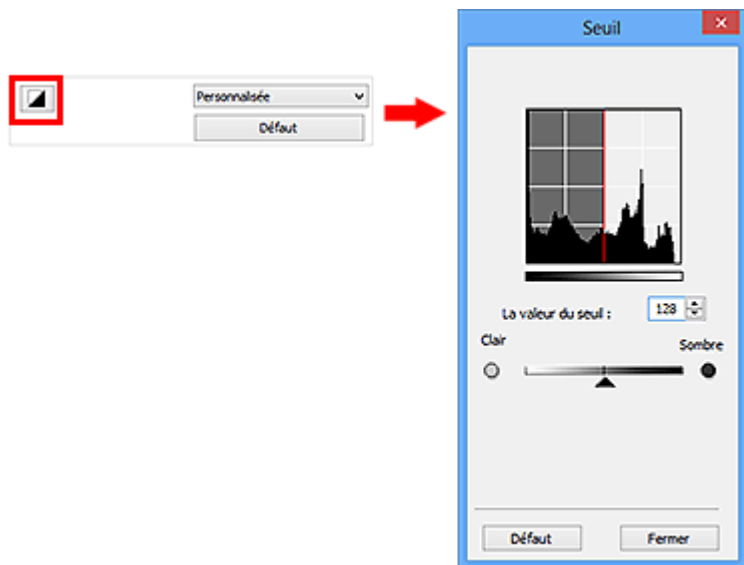 Personnalisée
Défaut
Seuil
La valeur du seuil :
128
Clair
Sombre
Défaut
Fermer